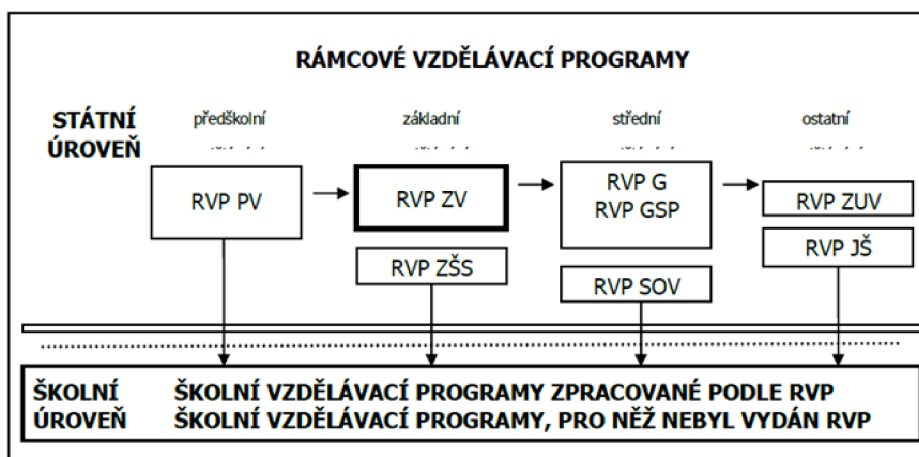 RÁMCOVÉ VZDĚLÁVACÍ PROGRAMY
STÁTNÍ ÚROVEŇ
předškolní
základní
střední
ostatní
RVP PV
RVP ZV
RVP G
RVP GSP
RVP ZUV
RVP ZŠS
RVP JŠ
RVP SOV
ŠKOLNÍ ÚROVEŇ
ŠKOLNÍ VZDĚLÁVACÍ PROGRAMY ZPRACOVANÉ PODLE RVP
ŠKOLNÍ VZDĚLÁVACÍ PROGRAMY, PRO NĚŽ NEBYL VYDÁN RVP